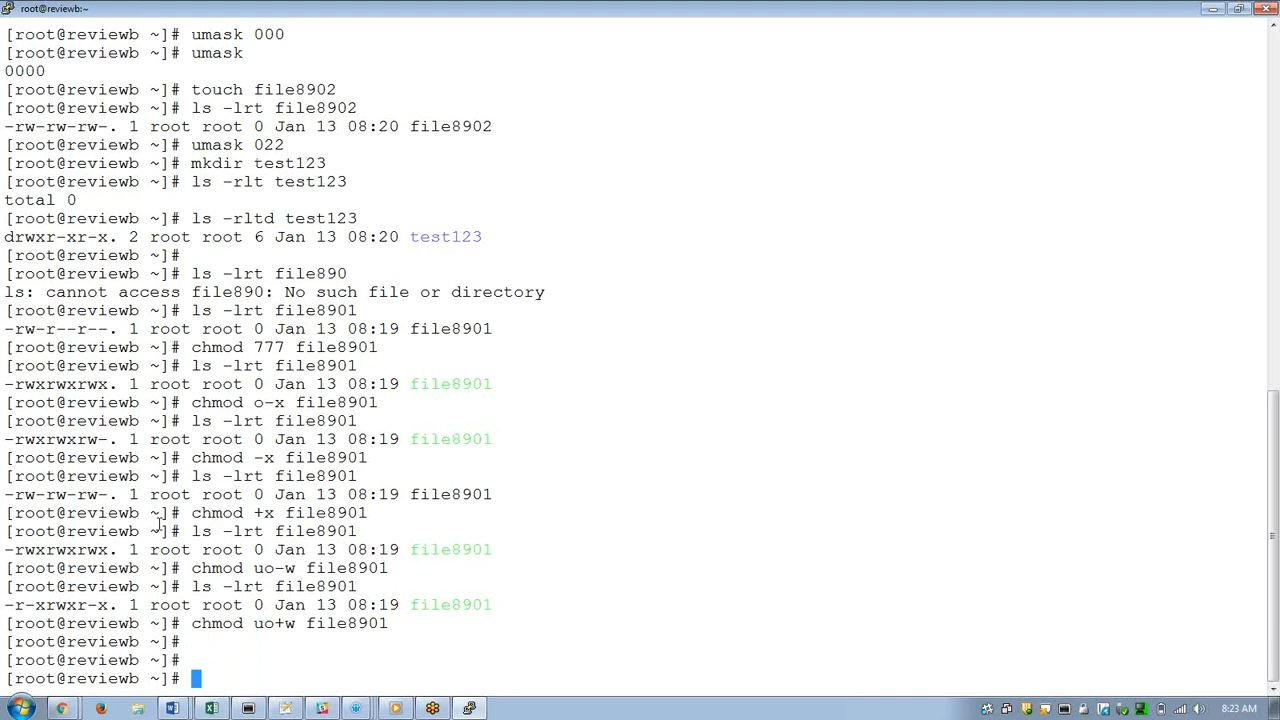 root@reviewb:~
[root@reviewb ~]# umask 000
[root@reviewb ~]# umask
0000
[root@reviewb ~]# touch file8902
[root@reviewb ~]# ls -lrt file8902
-rw-rw-rw-. 1 root root 0 Jan 13 08:20 file8902
[root@reviewb ~]# umask 022
[root@reviewb ~]# mkdir test123
[root@reviewb ~]# ls -rlt test123
total 0
[root@reviewb ~]# ls -rltd test123
drwxr-xr-x. 2 root root 6 Jan 13 08:20 test123
[root@reviewb ~]#
[root@reviewb ~]# ls -lrt file890
ls: cannot access file890: No such file or directory
[root@reviewb ~]# ls -lrt file8901
-rw-r--r--. 1 root root 0 Jan 13 08:19 file8901
[root@reviewb ~]# chmod 777 file8901
[root@reviewb ~]# ls -lrt file8901
-rwxrwxrwx. 1 root root 0 Jan 13 08:19 file8901
[root@reviewb ~]# chmod o-x file8901
[root@reviewb ~]# ls -lrt file8901
-rwxrwxrw-. 1 root root 0 Jan 13 08:19 file8901
[root@reviewb ~]# chmod -x file8901
[root@reviewb ~]# ls -lrt file8901
-rw-rw-rw-. 1 root root 0 Jan 13 08:19 file8901
[root@reviewb ~]# chmod +x file8901
[root@reviewb ~]# ls -lrt file8901
-rwxrwxrwx. 1 root root 0 Jan 13 08:19 file8901
[root@reviewb ~]# chmod uo-w file8901
[root@reviewb ~]# ls -lrt file8901
-r-xrwxr-x. 1 root root 0 Jan 13 08:19 file8901
[root@reviewb ~]# chmod uo+w file8901
[root@reviewb ~]#
[root@reviewb ~]#
[root@reviewb ~]#
8:23 AM